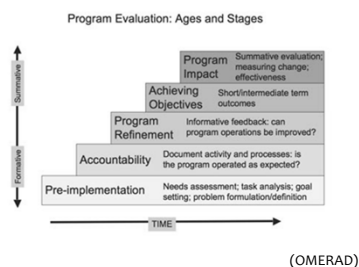 Program Evaluation: Ages and Stages
Summative
Formative
Program
Impact
Summative evaluation;
measuring change;
effectiveness
Achieving
Objectives
Short/intermediate term
outcomes
Program
Refinement
Informative feedback: can
program operations be improved?
Accountability
Document activity and processes: is
the program operated as expected?
Pre-implementation
Needs assessment; task analysis; goal
setting; problem formulation/definition
TIME
(OMERAD)